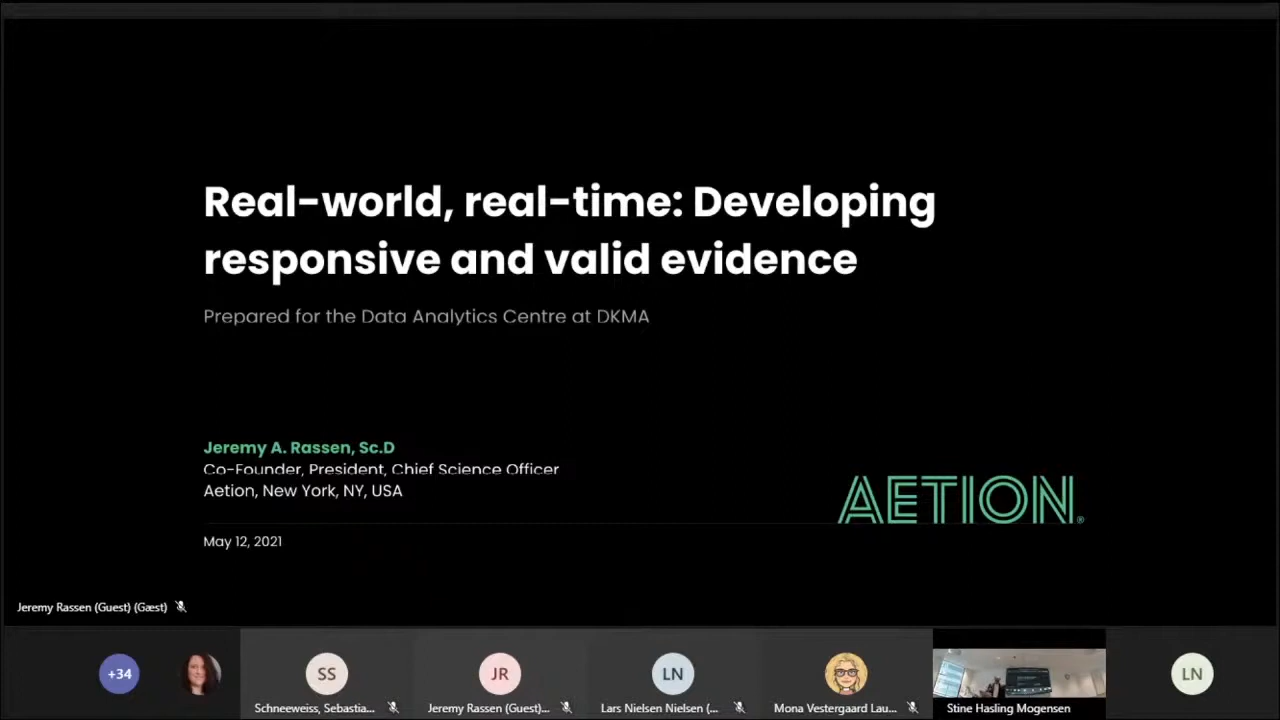 Real-world, real-time: Developing
responsive and valid evidence
Prepared for the Data Analytics Centre at DKMA
Jeremy A. Rassen, Sc.D
Co-Founder, President, Chief Science Officer
Aetion, New York, NY, USA
AETION®
May 12, 2021
Jeremy Rassen (Guest) (Gæst)
+34
SS
JR
LN
LN
Schneeweiss, Sebastia...
Jeremy Rassen (Guest)...
Lars Nielsen Nielsen (...
Mona Vestergaard Lau...
Stine Hasling Mogensen